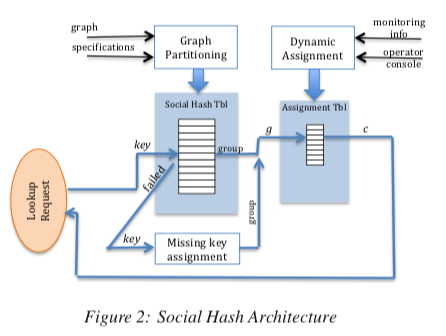 graph
specifications
Graph
Partitioning
Dynamic
Assignment
monitoring
info
operator
console
Social Hash Tbl
Assignment Tbl
key
group
g
c
failed
Lookup
Request
key
Missing key
assignment
group
Figure 2: Social Hash Architecture